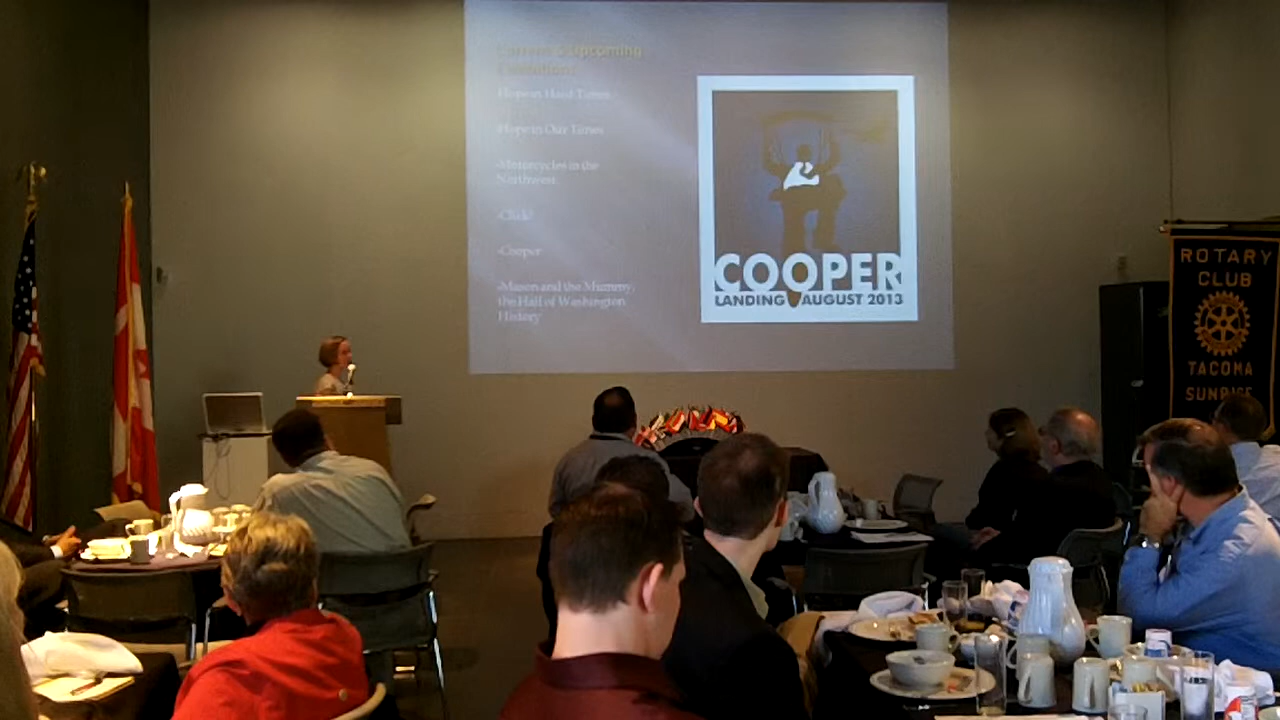 Current & Upcoming
Exhibitions
-Hope in Hard Times
-Hope in Our Times
-Motorcycles in the
Northwest
-Click!
-Cooper
-Mason and the Mummy,
the Hall of Washington
History
COOPER
LANDING AUGUST 2013
ROTARY
CLUB
TACOMA
SUNRISE